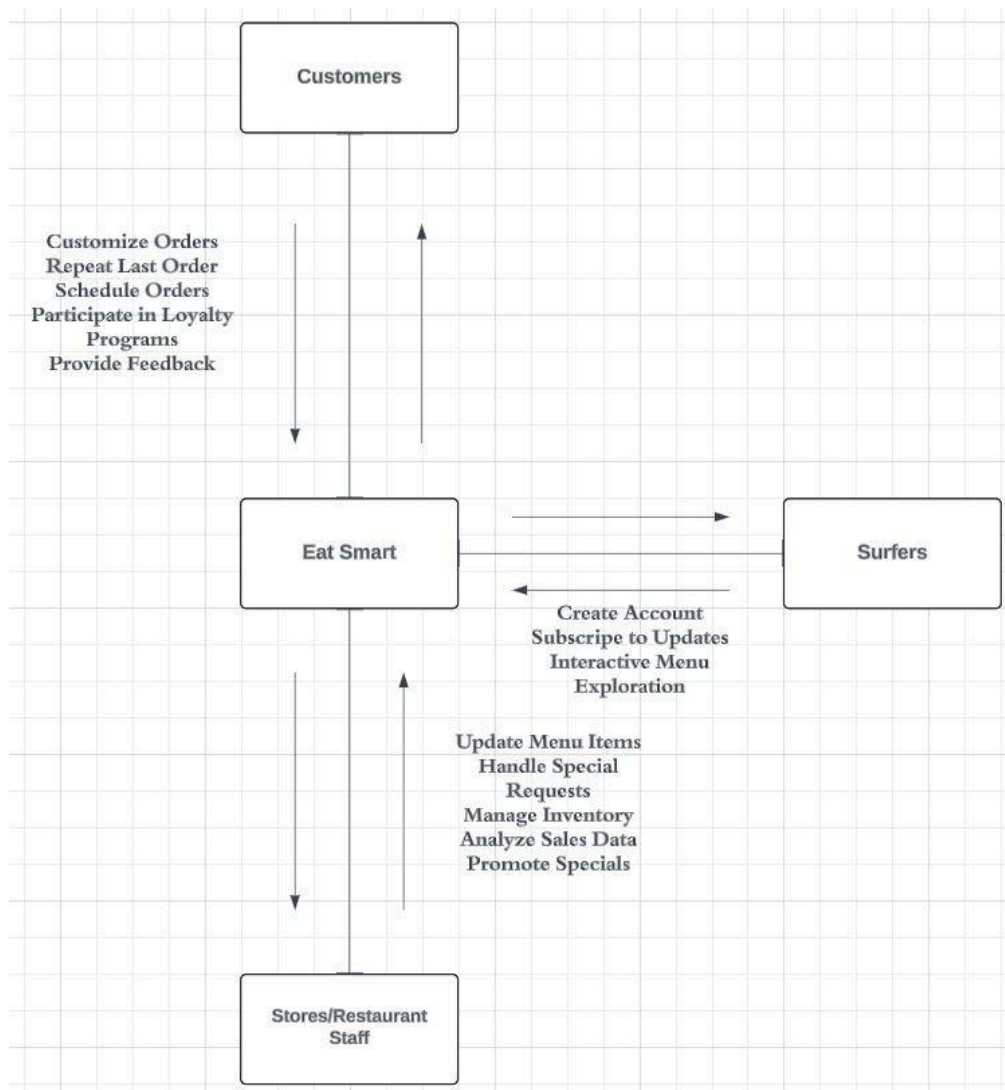 Customers
Customize Orders
Repeat Last Order
Schedule Orders
Participate in Loyalty
Programs
Provide Feedback
Eat Smart
Surfers
Create Account
Subscripe to Updates
Interactive Menu
Exploration
Update Menu Items
Handle Special
Requests
Manage Inventory
Analyze Sales Data
Promote Specials
Stores/Restaurant
Staff